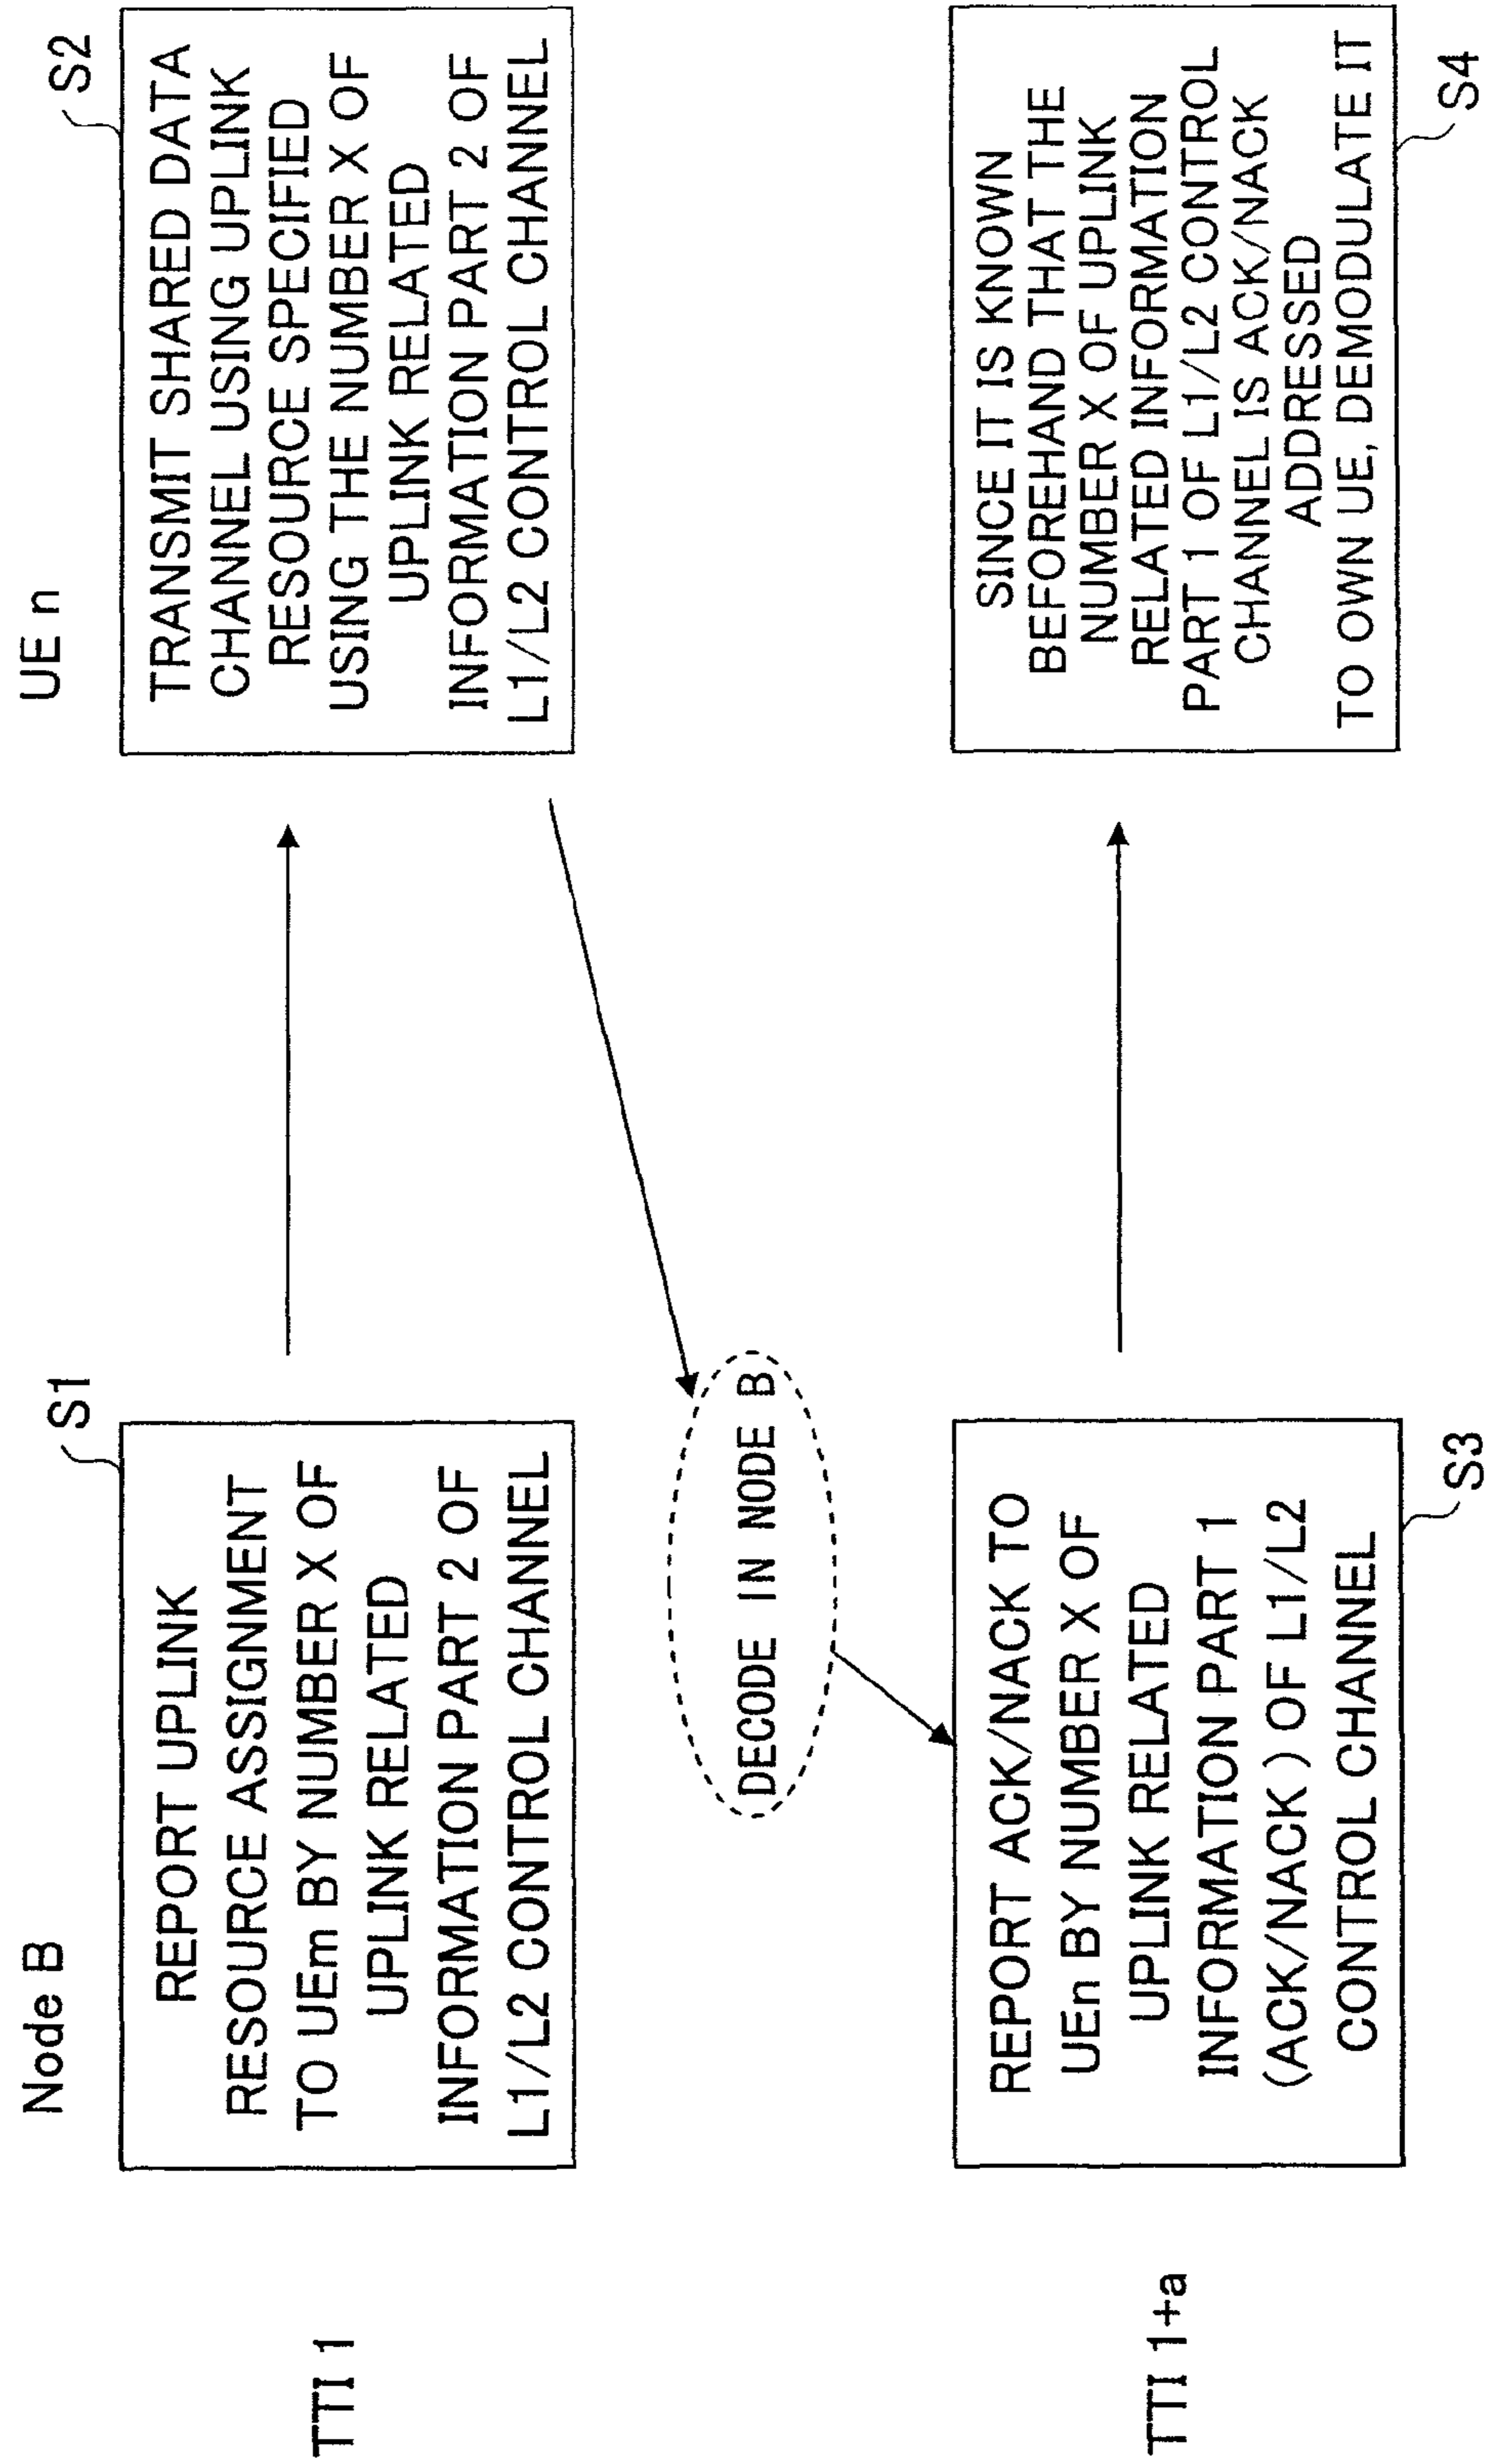 Node B
UE n
TTI 1
S1
REPORT UPLINK
RESOURCE ASSIGNMENT
TO UEm BY NUMBER X OF
UPLINK RELATED
INFORMATION PART 2 OF
L1/L2 CONTROL CHANNEL
S2
TRANSMIT SHARED DATA
CHANNEL USING UPLINK
RESOURCE SPECIFIED
USING THE NUMBER X OF
UPLINK RELATED
INFORMATION PART 2 OF
L1/L2 CONTROL CHANNEL
DECODE IN NODE B
TTI 1+a
REPORT ACK/NACK TO
UEn BY NUMBER X OF
UPLINK RELATED
INFORMATION PART 1
(ACK/NACK) OF L1/L2
CONTROL CHANNEL
S3
SINCE IT IS KNOWN
BEFOREHAND THAT THE
NUMBER X OF UPLINK
RELATED INFORMATION
PART 1 OF L1/L2 CONTROL
CHANNEL IS ACK/NACK
ADDRESSED
TO OWN UE, DEMODULATE IT
S4